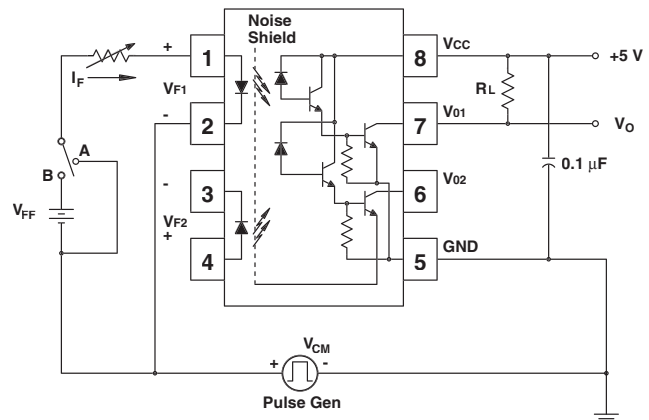 Noise
Shield
+
1
8
VCC
+5 V
IF
VF1
RL
-
2
7
V01
VO
A
B
-
3
6
V02
0.1 µF
VFF
VF2
+
4
5
GND
VCM
+
-
Pulse Gen